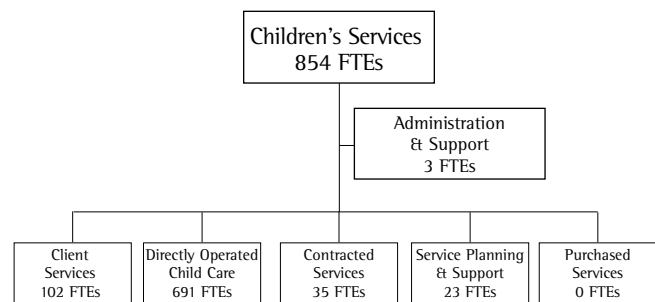 Children's Services
854 FTEs
Administration
& Support
3 FTEs
Client
Services
102 FTEs
Directly Operated
Child Care
691 FTEs
Contracted
Services
35 FTEs
Service Planning
& Support
23 FTEs
Purchased
Services
0 FTEs